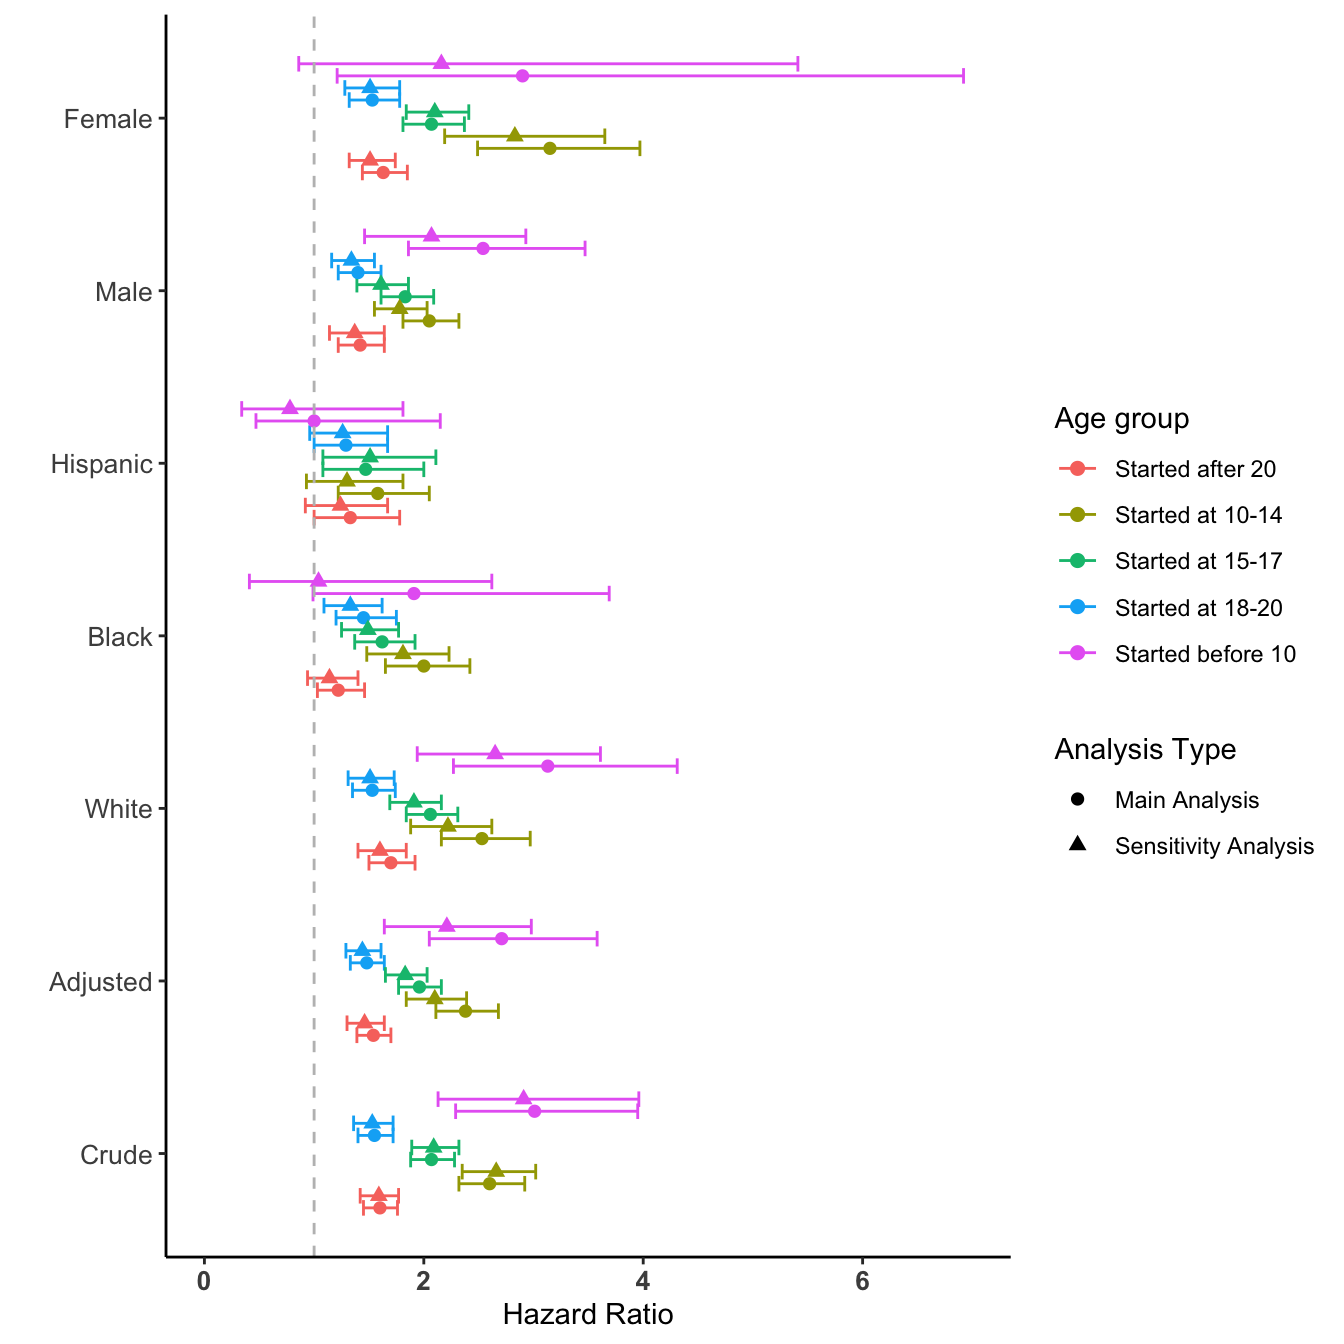 Female
Male
Hispanic
Black
White
Adjusted
Crude
0 2 4 6
Hazard Ratio
Age group
Started after 20
Started at 10-14
Started at 15-17
Started at 18-20
Started before 10
Analysis Type
Main Analysis
Sensitivity Analysis